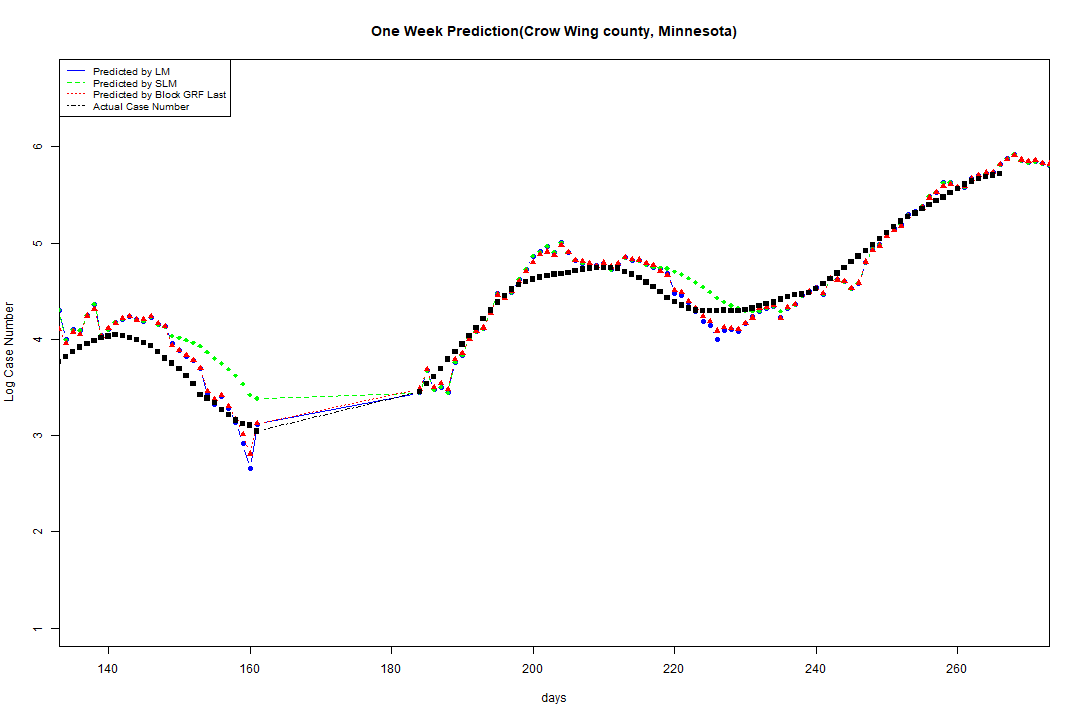 One Week Prediction(Crow Wing county, Minnesota)
Predicted by LM
Predicted by SLM
Predicted by Block GRF Last
Actual Case Number
6
5
4
3
2
1
Log Case Number
140 160 180 200 220 240 260
days